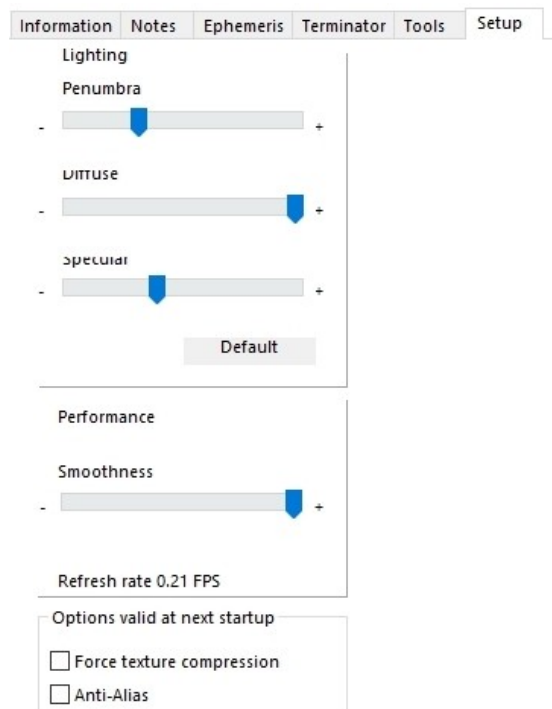 Information Notes Ephemeris Terminator Tools Setup
Lighting
Penumbra
- +
Diffuse
- +
Specular
- +
Default
Performance
Smoothness
- +
Refresh rate 0.21 FPS
Options valid at next startup
Force texture compression
Anti-Alias